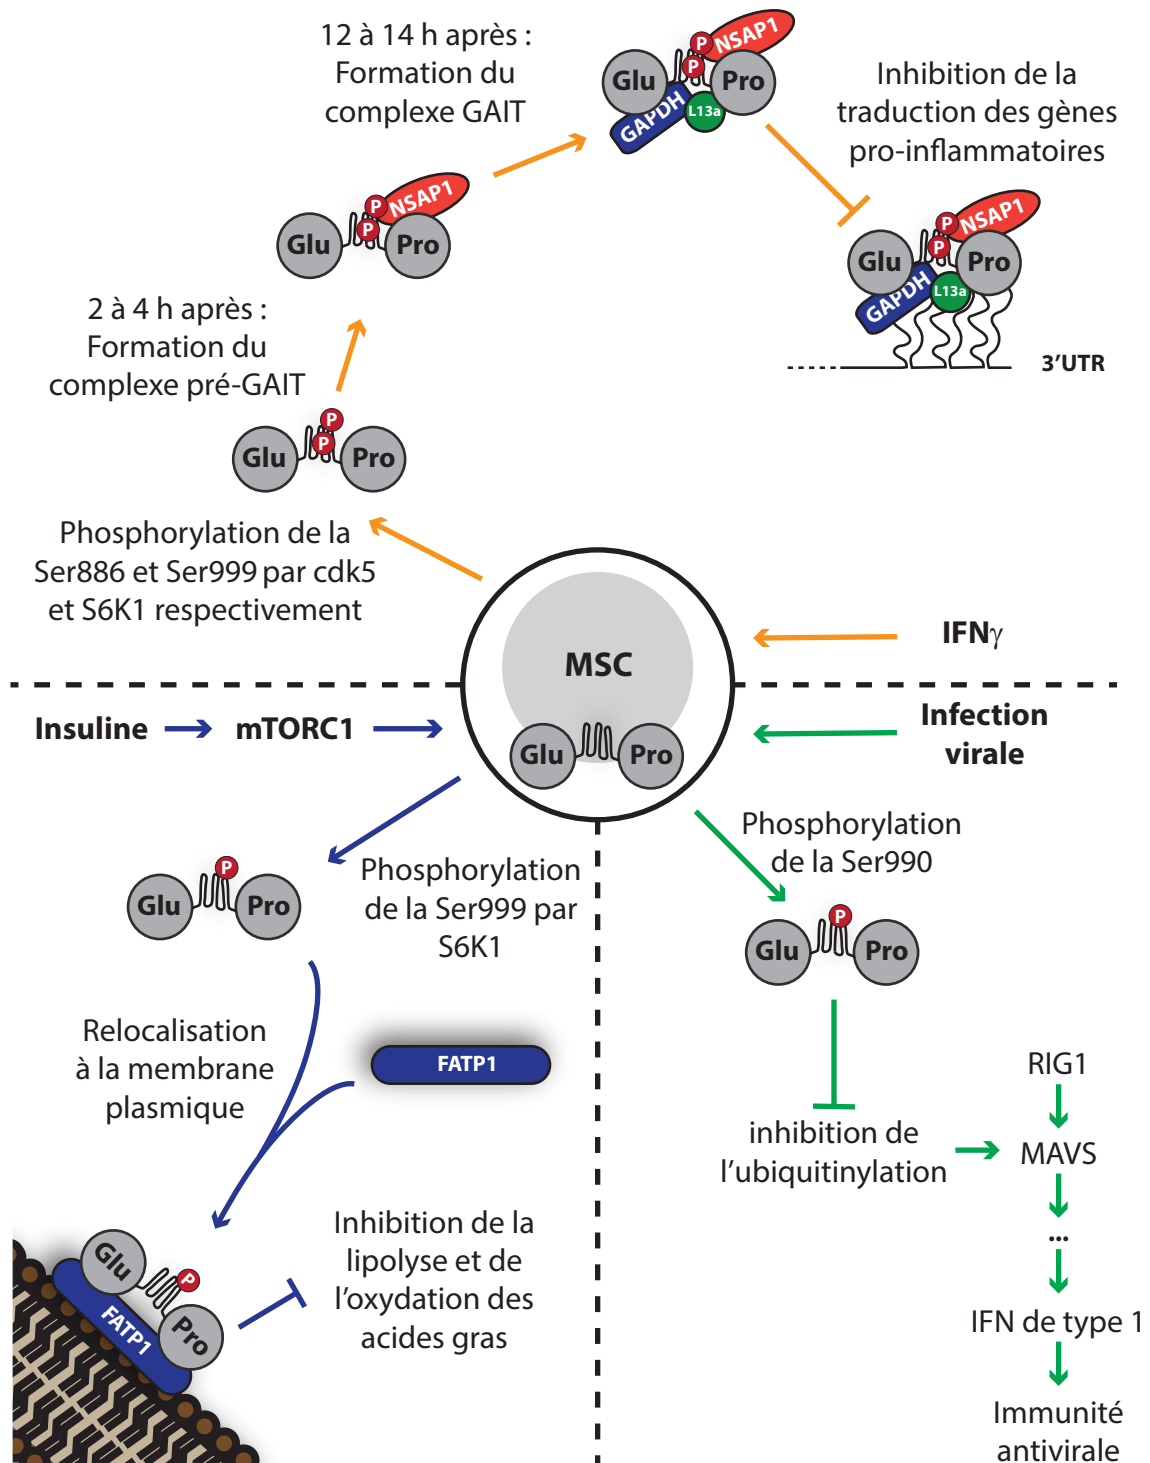 12 à 14 h après :
Formation du
complexe GAIT
Glu
P
P
NSAP1
Pro
GAPDH
L13a
Inhibition de la
traduction des gènes
pro-inflammatoires
Glu
P
P
NSAP1
Pro
Glu
P
P
NSAP1
Pro
GAPDH
L13a
3'UTR
2 à 4 h après :
Formation du
complexe pré-GAIT
Glu
P
P
Pro
Phosphorylation de la
Ser886 et Ser999 par cdk5
et S6K1 respectivement
MSC
Glu
Pro
IFNγ
Insuline
mTORC1
Infection
virale
Phosphorylation
de la Ser999 par
S6K1
Glu
P
Pro
Relocalisation
à la membrane
plasmique
FATP1
Glu
P
Pro
FATP1
Inhibition de la
lipolyse et de
l'oxydation des
acides gras
Phosphorylation
de la Ser990
Glu
P
Pro
inhibition de
l'ubiquitinylation
RIG1
MAVS
...
IFN de type 1
Immunité
antivirale